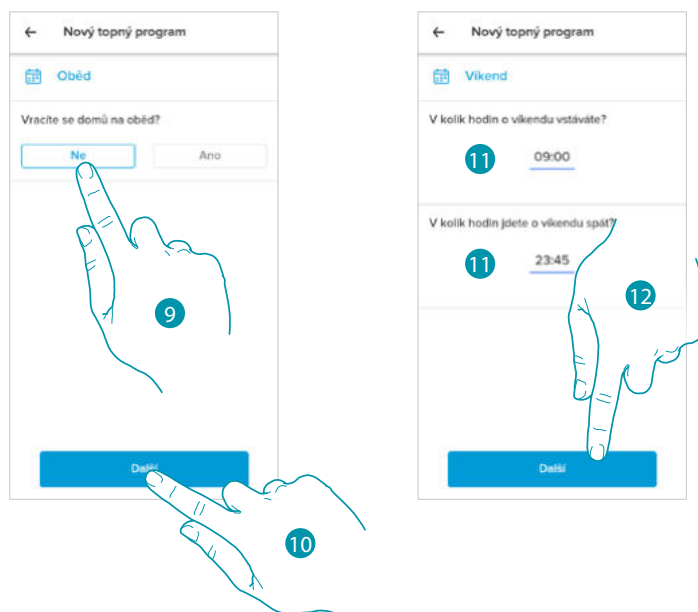 ← Nový topný program
Oběd
Vracíte se domů na oběd?
Ne Ano
9
Další
10
← Nový topný program
Víkend
V kolik hodin o víkendu vstáváte?
11 09:00
V kolik hodin jdete o víkendu spát?
11 23:45
12
Další